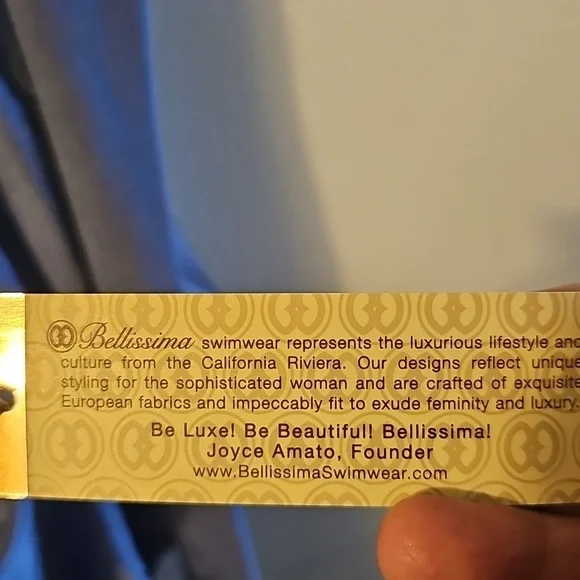 Bellissima swimwear represents the luxurious lifestyle and
culture from the California Riviera. Our designs reflect unique
styling for the sophisticated woman and are crafted of exquisite
European fabrics and impeccably fit to exude feminity and luxury.
Be Luxe! Be Beautiful! Bellissima!
Joyce Amato, Founder
www.BellissimaSwimwear.com